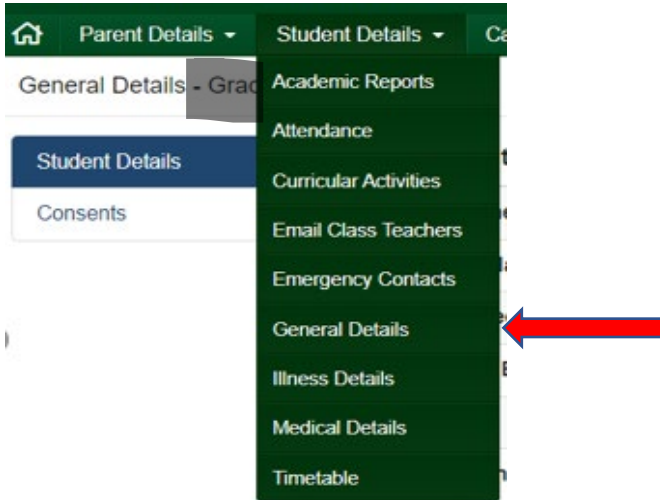 Parent Details Student Details
General Details - Grac
Student Details
Consents
Academic Reports
Attendance
Curricular Activities
Email Class Teachers
Emergency Contacts
General Details
Illness Details
Medical Details
Timetable